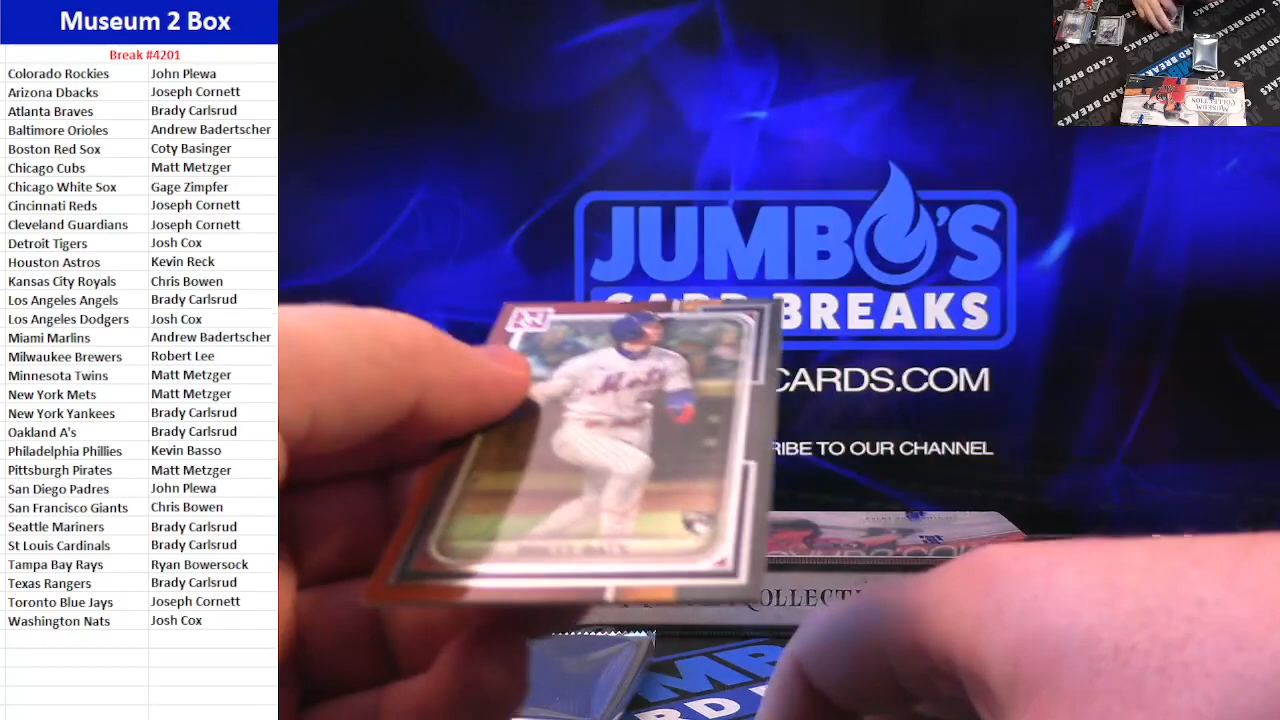 Museum 2 Box
Break #4201
Colorado Rockies John Plewa
Arizona Dbacks Joseph Cornett
Atlanta Braves Brady Carlsrud
Baltimore Orioles Andrew Badertscher
Boston Red Sox Coty Basinger
Chicago Cubs Matt Metzger
Chicago White Sox Gage Zimpfer
Cincinnati Reds Joseph Cornett
Cleveland Guardians Joseph Cornett
Detroit Tigers Josh Cox
Houston Astros Kevin Reck
Kansas City Royals Chris Bowen
Los Angeles Angels Brady Carlsrud
Los Angeles Dodgers Josh Cox
Miami Marlins Andrew Badertscher
Milwaukee Brewers Robert Lee
Minnesota Twins Matt Metzger
New York Mets Matt Metzger
New York Yankees Brady Carlsrud
Oakland A's Brady Carlsrud
Philadelphia Phillies Kevin Basso
Pittsburgh Pirates Matt Metzger
San Diego Padres John Plewa
San Francisco Giants Chris Bowen
Seattle Mariners Brady Carlsrud
St Louis Cardinals Brady Carlsrud
Tampa Bay Rays Ryan Bowersock
Texas Rangers Brady Carlsrud
Toronto Blue Jays Joseph Cornett
Washington Nats Josh Cox
JUMBO'S
CARD BREAKS
CARDS.COM
RIBE TO OUR CHANNEL
Mets
MUSEUM
COLLECTION
CARD BREAKS
JUMB